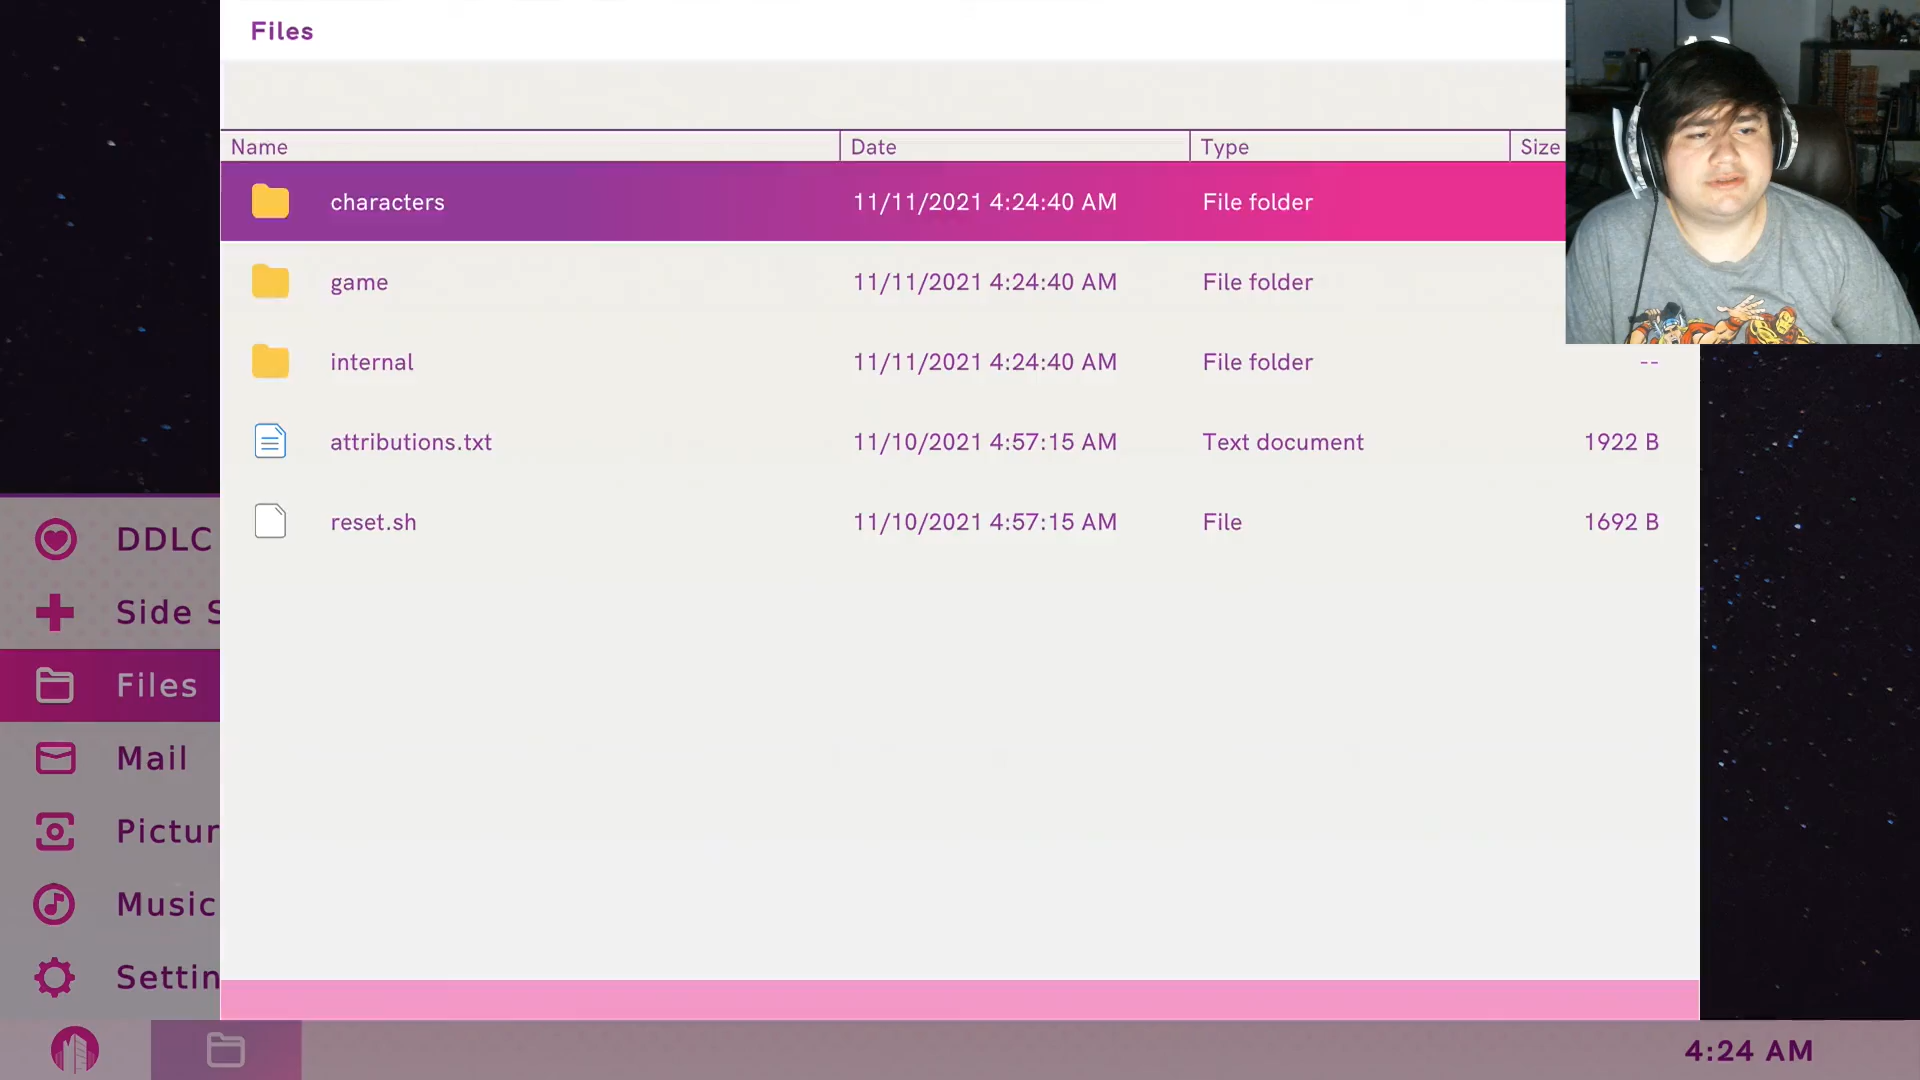 Files
Name Date Type Size
characters 11/11/2021 4:24:40 AM File folder
game 11/11/2021 4:24:40 AM File folder
internal 11/11/2021 4:24:40 AM File folder --
attributions.txt 11/10/2021 4:57:15 AM Text document 1922 B
reset.sh 11/10/2021 4:57:15 AM File 1692 B
DDLC
Side S
Files
Mail
Pictur
Music
Settin
4:24 AM